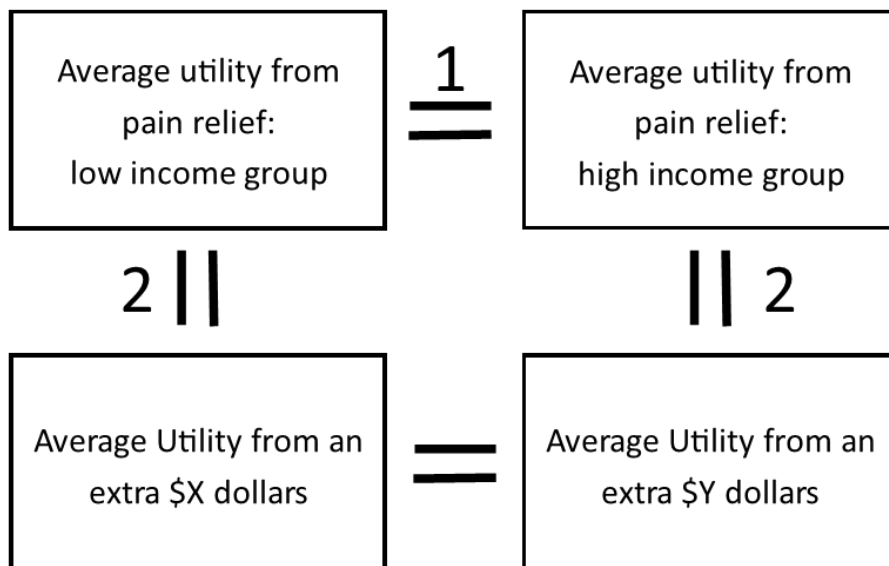 Average utility from
pain relief:
low income group
1
Average utility from
pain relief:
high income group
2
2
Average Utility from an
extra $X dollars
Average Utility from an
extra $Y dollars